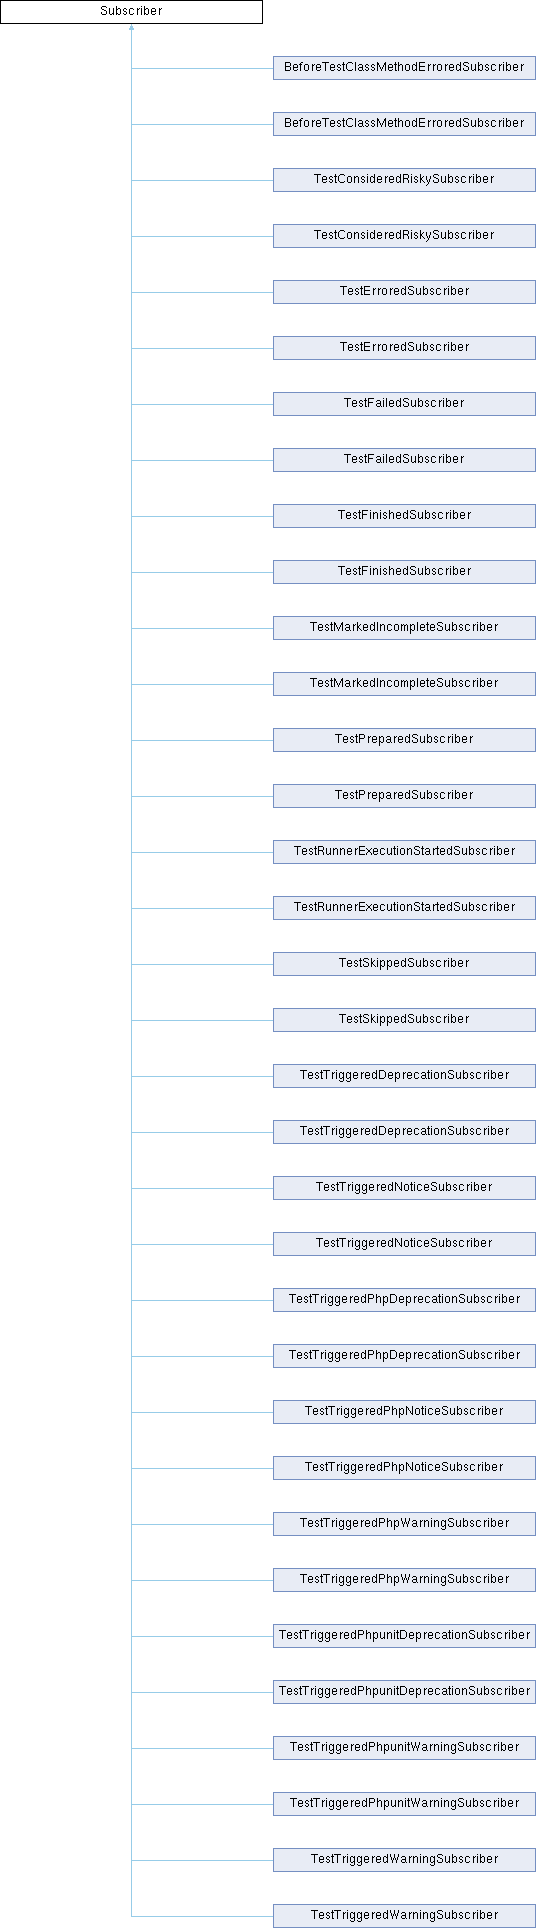 Subscriber
BeforeTestClassMethodErroredSubscriber
BeforeTestClassMethodErroredSubscriber
TestConsideredRiskySubscriber
TestConsideredRiskySubscriber
TestErroredSubscriber
TestErroredSubscriber
TestFailedSubscriber
TestFailedSubscriber
TestFinishedSubscriber
TestFinishedSubscriber
TestMarkedIncompleteSubscriber
TestMarkedIncompleteSubscriber
TestPreparedSubscriber
TestPreparedSubscriber
TestRunnerExecutionStartedSubscriber
TestRunnerExecutionStartedSubscriber
TestSkippedSubscriber
TestSkippedSubscriber
TestTriggeredDeprecationSubscriber
TestTriggeredDeprecationSubscriber
TestTriggeredNoticeSubscriber
TestTriggeredNoticeSubscriber
TestTriggeredPhpDeprecationSubscriber
TestTriggeredPhpDeprecationSubscriber
TestTriggeredPhpNoticeSubscriber
TestTriggeredPhpNoticeSubscriber
TestTriggeredPhpWarningSubscriber
TestTriggeredPhpWarningSubscriber
TestTriggeredPhpunitDeprecationSubscriber
TestTriggeredPhpunitDeprecationSubscriber
TestTriggeredPhpunitWarningSubscriber
TestTriggeredPhpunitWarningSubscriber
TestTriggeredWarningSubscriber
TestTriggeredWarningSubscriber